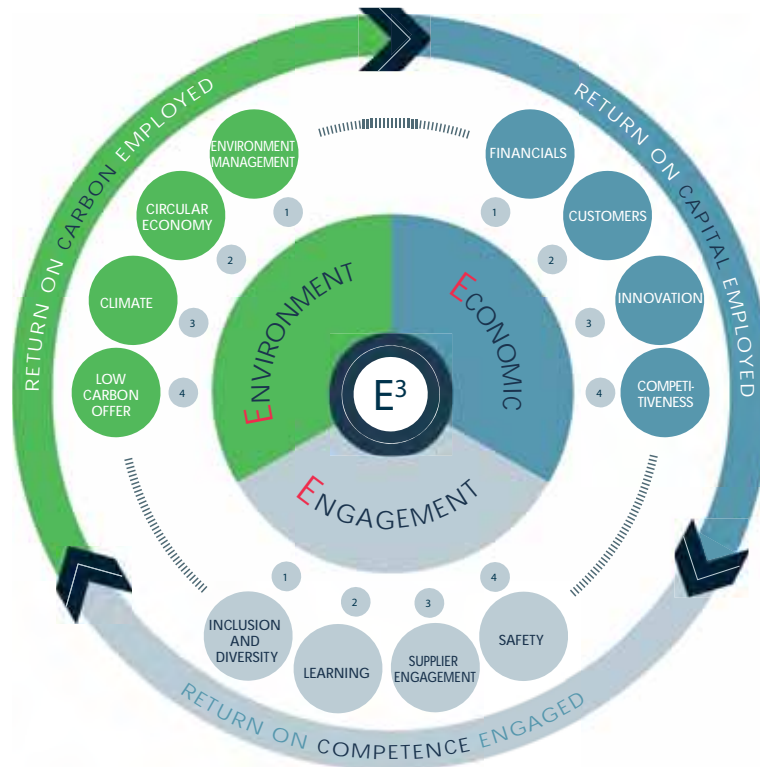 RETURN ON CARBON EMPLOYED
RETURN ON CAPITAL EMPLOYED
RETURN ON COMPETENCE ENGAGED
ENVIRONMENT
MANAGEMENT
1
CIRCULAR
ECONOMY
2
CLIMATE
3
LOW
CARBON
OFFER
4
FINANCIALS
1
CUSTOMERS
2
INNOVATION
3
COMPETI-
TIVENESS
4
ENVIRONMENT
ECONOMIC
E³
ENGAGEMENT
1
INCLUSION
AND
DIVERSITY
2
LEARNING
3
SUPPLIER
ENGAGEMENT
4
SAFETY